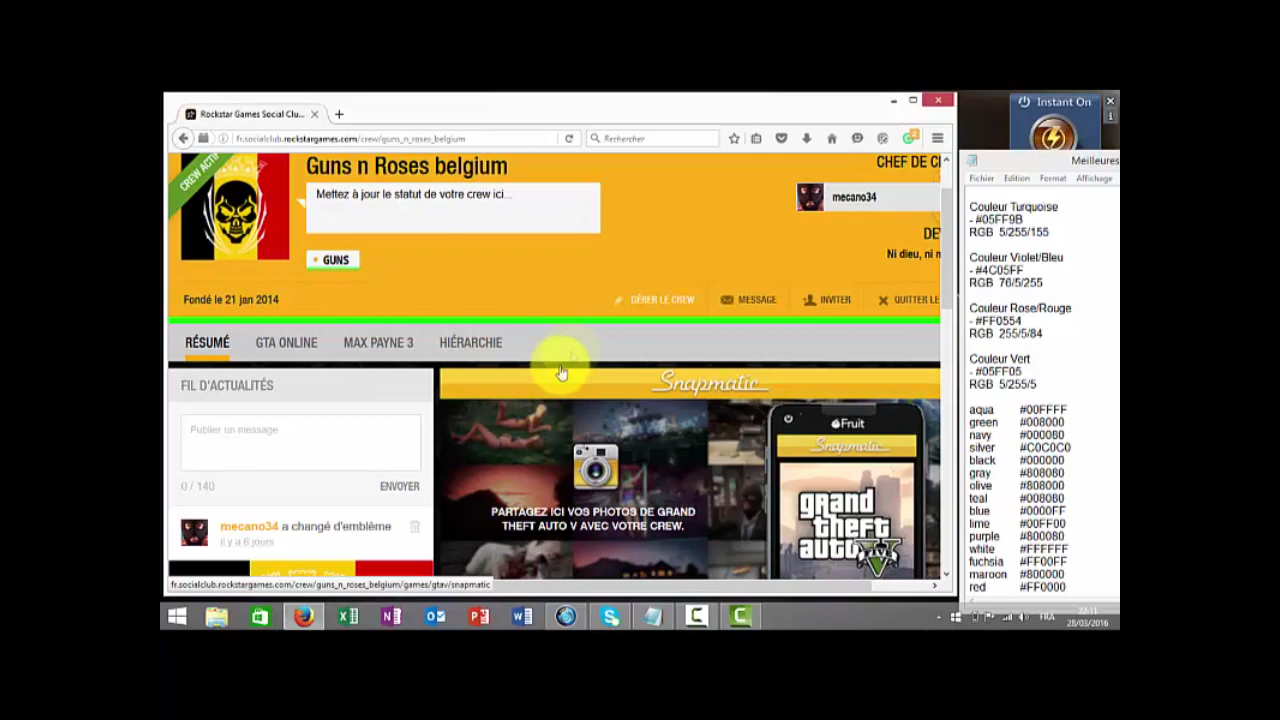 Rockstar Games Social Clu...
Instant On
fr.socialclub.rockstargames.com/crew/guns_n_roses_belgium
Rechercher
CREW ACTIF
Guns n Roses belgium
Mettez à jour le statut de votre crew ici...
GUNS
CHEF DE C
mecano34
DE
Ni dieu, ni
Fondé le 21 jan 2014
GÉRER LE CREW
MESSAGE
INVITER
QUITTER LE
RÉSUMÉ
GTA ONLINE
MAX PAYNE 3
HIÉRARCHIE
FIL D'ACTUALITÉS
Publier un message
0 / 140
ENVOYER
mecano34 a changé d'emblème
il y a 6 jours
Snapmatic
PARTAGEZ ICI VOS PHOTOS DE GRAND
THEFT AUTO V AVEC VOTRE CREW.
Fruit
Snapmatic
grand
theft
auto V
FIVE
fr.socialclub.rockstargames.com/crew/guns_n_roses_belgium/games/gtav/snapmatic
Meilleures
Fichier Edition Format Affichage
Couleur Turquoise
- #05FF9B
RGB 5/255/155
Couleur Violet/Bleu
- #4C05FF
RGB 76/5/255
Couleur Rose/Rouge
- #FF0554
RGB 255/5/84
Couleur Vert
- #05FF05
RGB 5/255/5
aqua #00FFFF
green #008000
navy #000080
silver #C0C0C0
black #000000
gray #808080
olive #808000
teal #008080
blue #0000FF
lime #00FF00
purple #800080
white #FFFFFF
fuchsia #FF00FF
maroon #800000
red #FF0000
FRA
22:11
28/03/2016